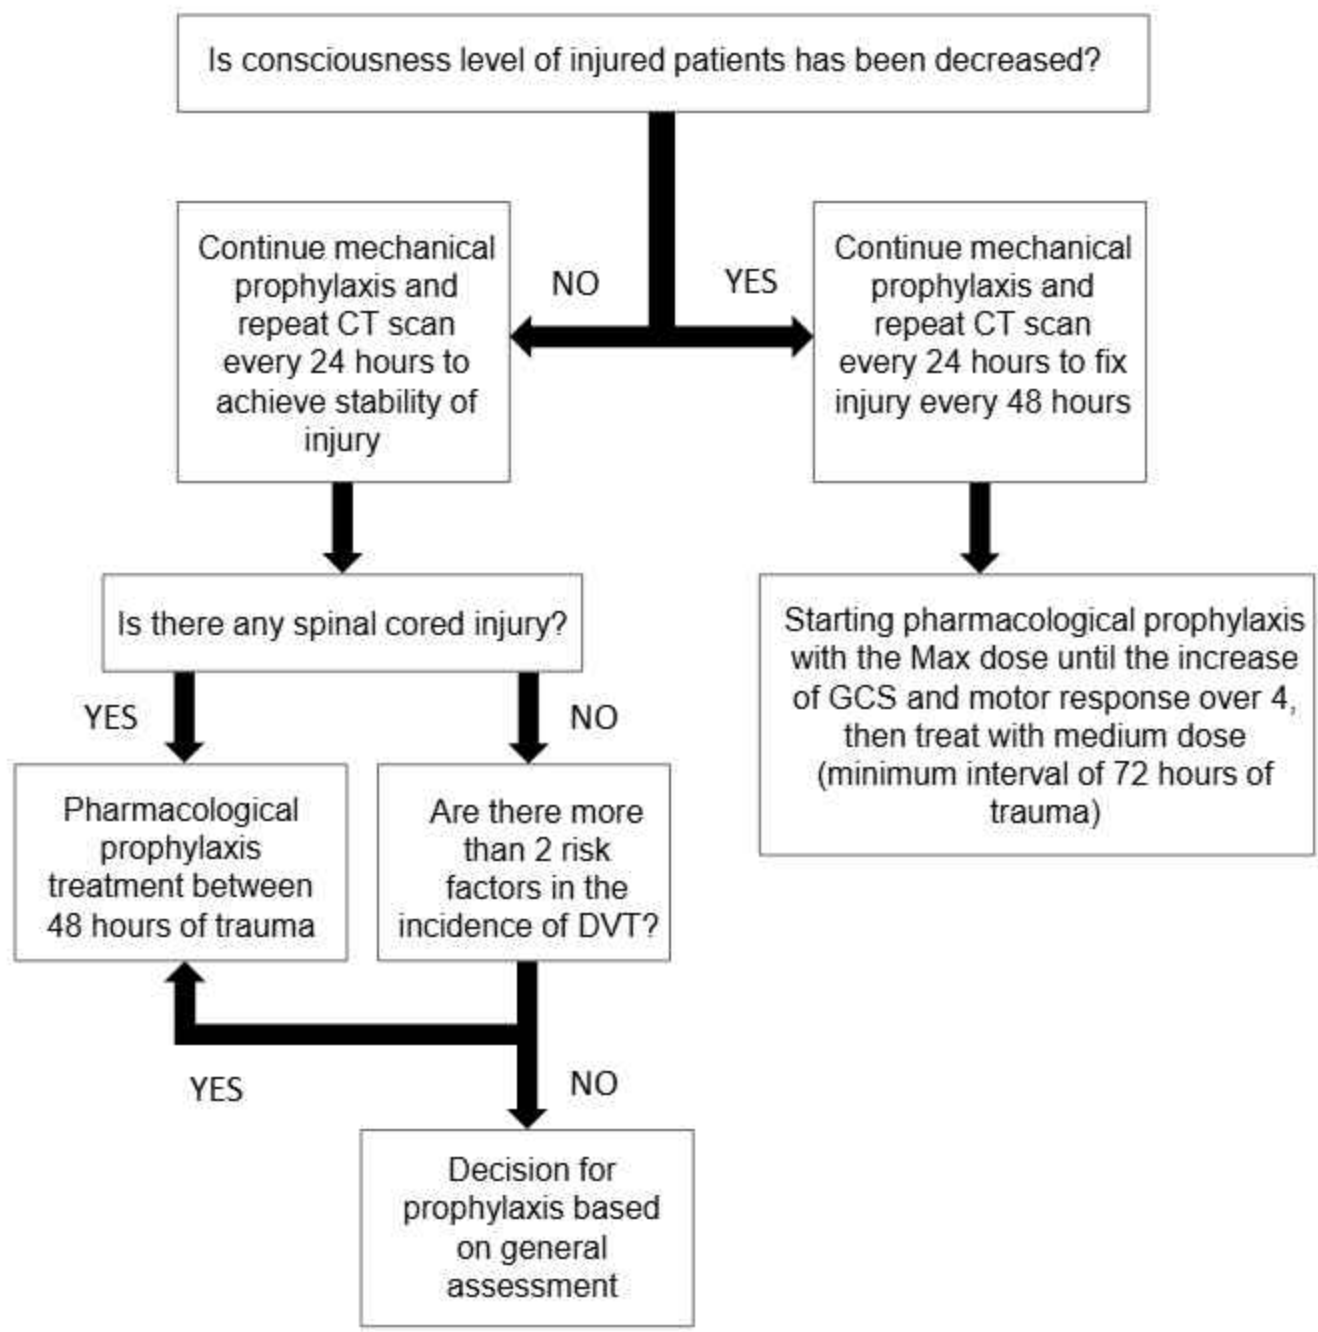 Is consciousness level of injured patients has been decreased?
Continue mechanical
prophylaxis and
repeat CT scan
every 24 hours to
achieve stability of
injury
NO
YES
Continue mechanical
prophylaxis and
repeat CT scan
every 24 hours to fix
injury every 48 hours
Is there any spinal cored injury?
Starting pharmacological prophylaxis
with the Max dose until the increase
of GCS and motor response over 4,
then treat with medium dose
(minimum interval of 72 hours of
trauma)
YES
NO
Pharmacological
prophylaxis
treatment between
48 hours of trauma
Are there more
than 2 risk
factors in the
incidence of DVT?
YES
NO
Decision for
prophylaxis based
on general
assessment